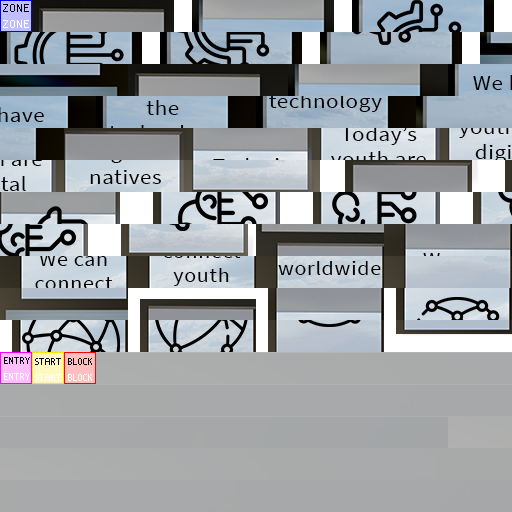 ZONE
ZONE
We h
have
the
technology
Today's
youth are
youth
digi
are
tal
natives
We can
connect
connect
youth
worldwide
ENTRY
ENTRY
START
START
BLOCK
BLOCK